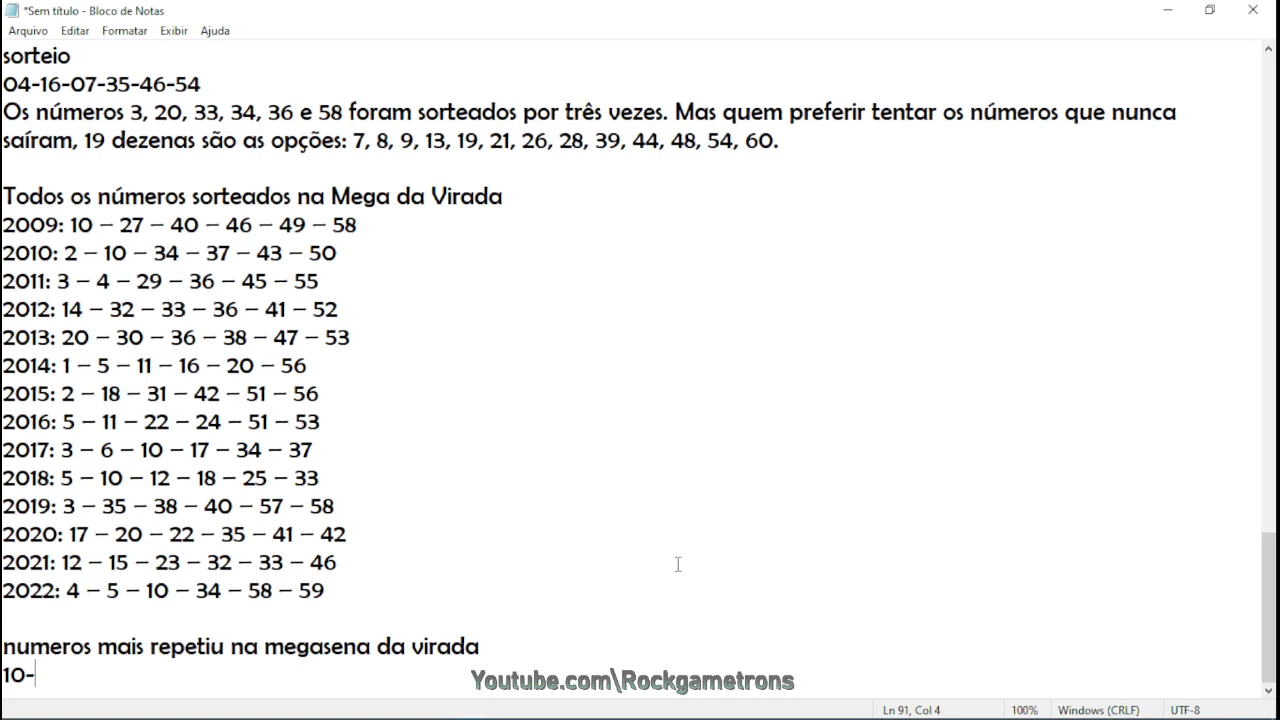 *Sem título - Bloco de Notas
Arquivo Editar Formatar Exibir Ajuda
sorteio
04-16-07-35-46-54
Os números 3, 20, 33, 34, 36 e 58 foram sorteados por três vezes. Mas quem preferir tentar os números que nunca
saíram, 19 dezenas são as opções: 7, 8, 9, 13, 19, 21, 26, 28, 39, 44, 48, 54, 60.
Todos os números sorteados na Mega da Virada
2009: 10 – 27 – 40 – 46 – 49 – 58
2010: 2 – 10 – 34 – 37 – 43 – 50
2011: 3 – 4 – 29 – 36 – 45 – 55
2012: 14 – 32 – 33 – 36 – 41 – 52
2013: 20 – 30 – 36 – 38 – 47 – 53
2014: 1 – 5 – 11 – 16 – 20 – 56
2015: 2 – 18 – 31 – 42 – 51 – 56
2016: 5 – 11 – 22 – 24 – 51 – 53
2017: 3 – 6 – 10 – 17 – 34 – 37
2018: 5 – 10 – 12 – 18 – 25 – 33
2019: 3 – 35 – 38 – 40 – 57 – 58
2020: 17 – 20 – 22 – 35 – 41 – 42
2021: 12 – 15 – 23 – 32 – 33 – 46
2022: 4 – 5 – 10 – 34 – 58 – 59
numeros mais repetiu na megasena da virada
10-
Youtube.com\Rockgametrons
Ln 91, Col 4 100% Windows (CRLF) UTF-8